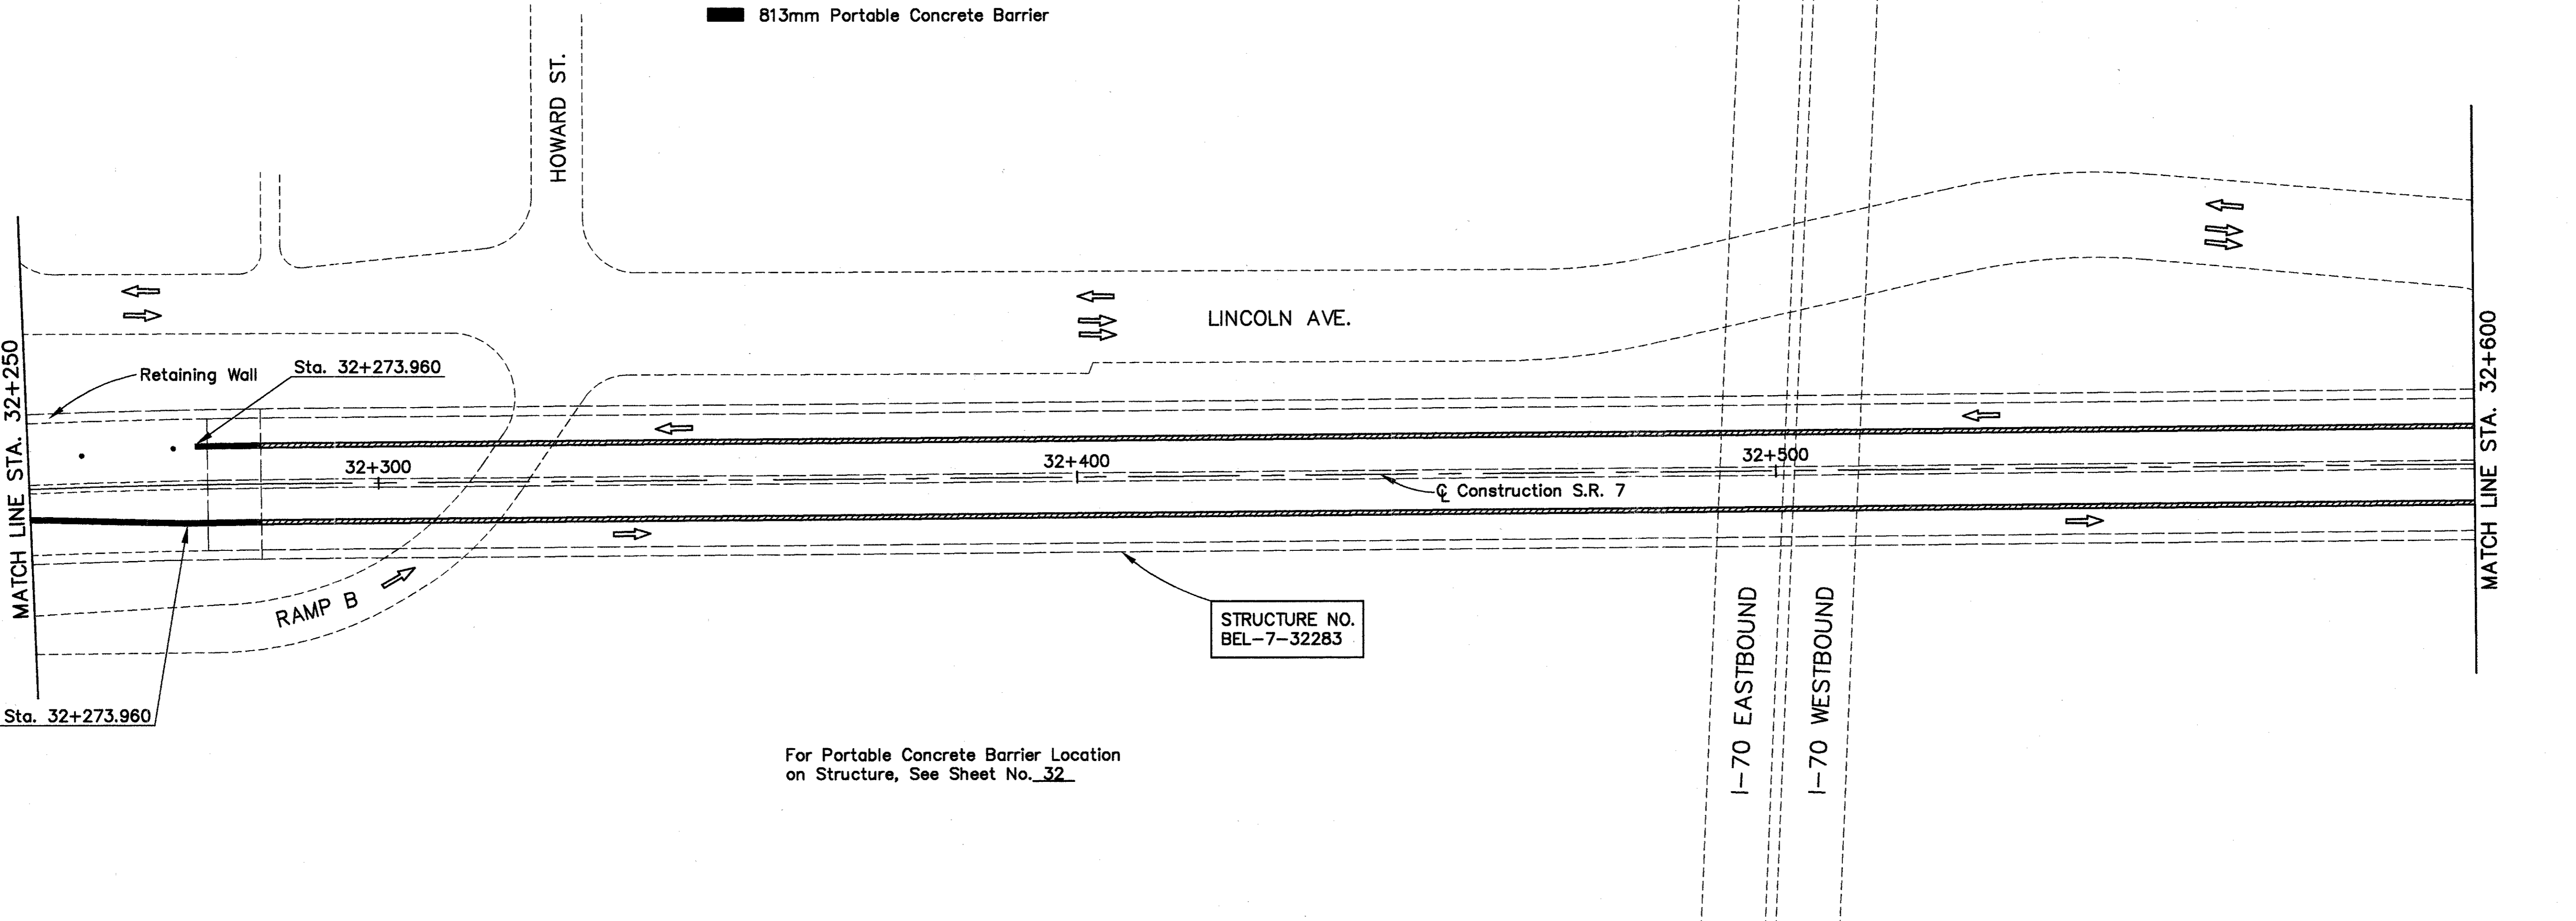 813mm Portable Concrete Barrier
HOWARD ST.
LINCOLN AVE.
MATCH LINE STA. 32+250
Retaining Wall
Sta. 32+273.960
32+300
32+400
32+500
℄ Construction S.R. 7
MATCH LINE STA. 32+600
RAMP B
STRUCTURE NO.
BEL-7-32283
I-70 EASTBOUND
I-70 WESTBOUND
Sta. 32+273.960
For Portable Concrete Barrier Location
on Structure, See Sheet No. 32